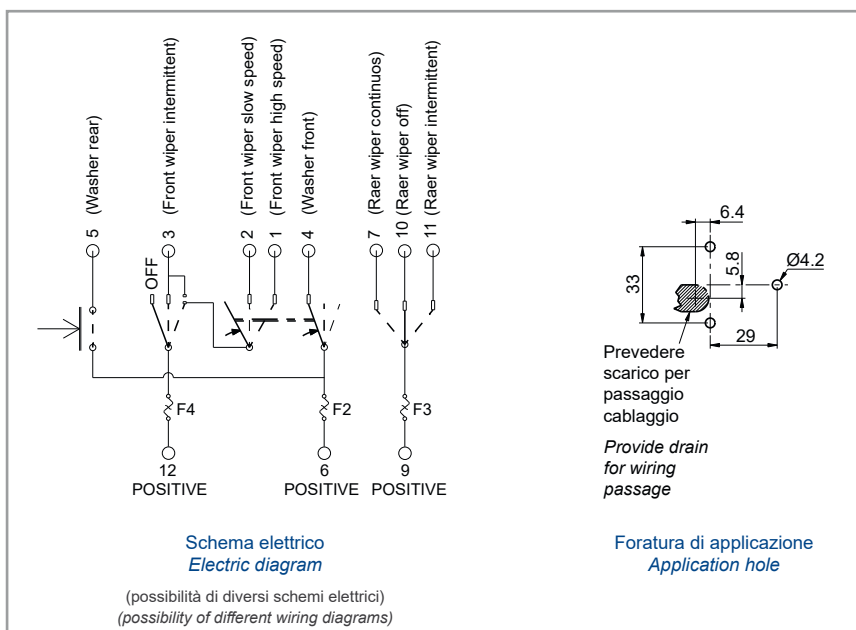 5 (Washer rear)
3 (Front wiper intermittent)
2 (Front wiper slow speed)
1 (Front wiper high speed)
4 (Washer front)
7 (Raer wiper continuos)
10 (Raer wiper off)
11 (Raer wiper intermittent)
OFF
F4
F2
F3
12
POSITIVE
6
POSITIVE
9
POSITIVE
Schema elettrico
Electric diagram
(possibilità di diversi schemi elettrici)
(possibility of different wiring diagrams)
6.4
33
5.8
Ø4.2
29
Prevedere
scarico per
passaggio
cablaggio
Provide drain
for wiring
passage
Foratura di applicazione
Application hole